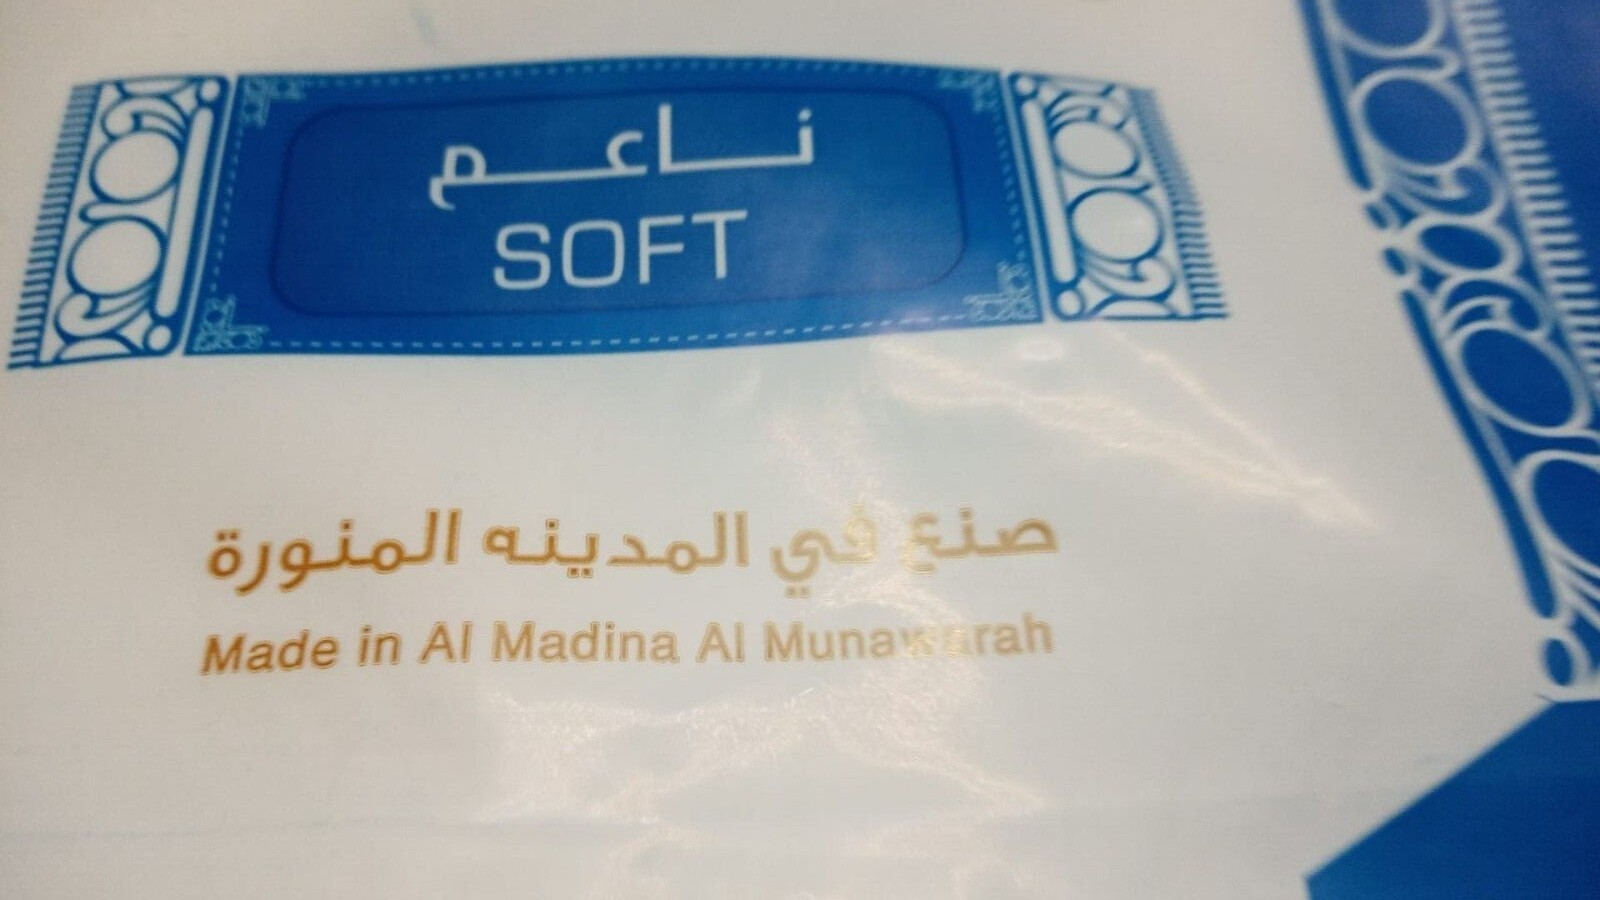 ناعم
SOFT
صنع في المدينه المنورة
Made in Al Madina Al Munawarah